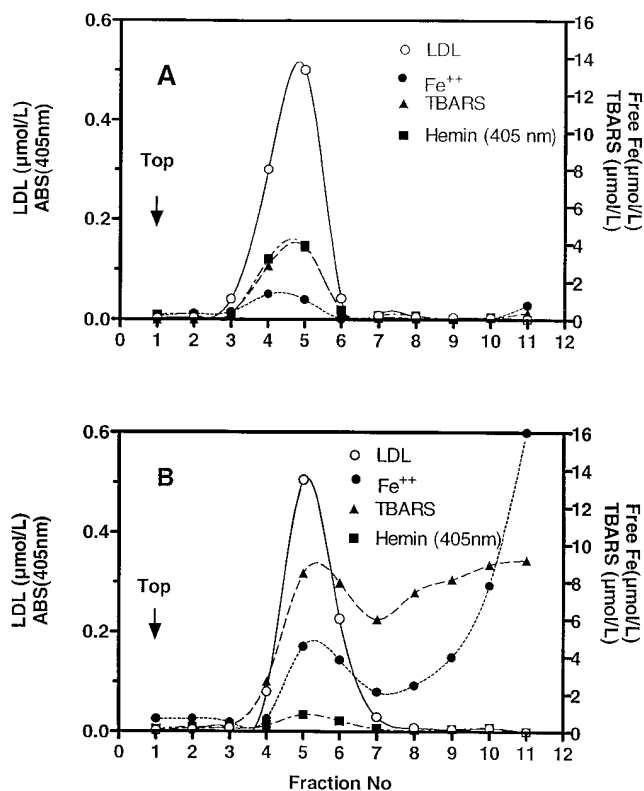 A
LDL
Fe++
TBARS
Hemin (405 nm)
Top
LDL (µmol/L)
ABS(405nm)
0.6
0.4
0.2
0.0
Free Fe(µmol/L)
TBARS (µmol/L)
16
14
12
10
8
6
4
2
0
0 1 2 3 4 5 6 7 8 9 10 11 12
B
LDL
Fe++
TBARS
Hemin (405nm)
Top
LDL (µmol/L)
ABS(405nm)
0.6
0.4
0.2
0.0
Free Fe(µmol/L)
TBARS (µmol/L)
16
14
12
10
8
6
4
2
0
0 1 2 3 4 5 6 7 8 9 10 11 12
Fraction No